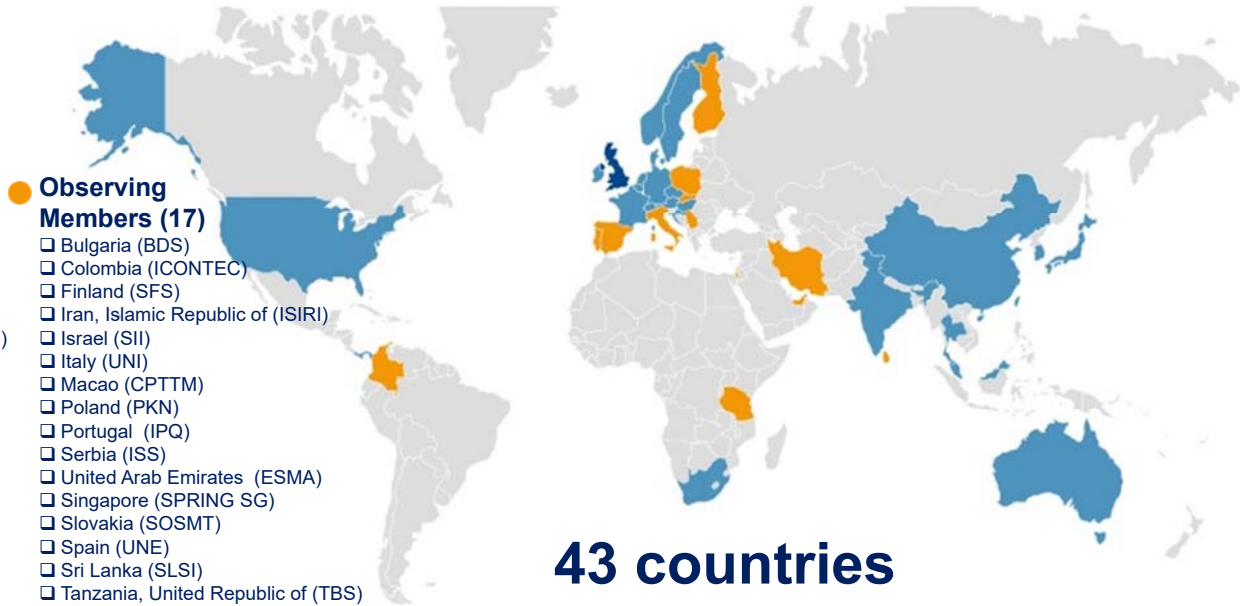 Observing
Members (17)
❑ Bulgaria (BDS)
❑ Colombia (ICONTEC)
❑ Finland (SFS)
❑ Iran, Islamic Republic of (ISIRI)
) ❑ Israel (SII)
❑ Italy (UNI)
❑ Macao (CPTTM)
❑ Poland (PKN)
❑ Portugal (IPQ)
❑ Serbia (ISS)
❑ United Arab Emirates (ESMA)
❑ Singapore (SPRING SG)
❑ Slovakia (SOSMT)
❑ Spain (UNE)
❑ Sri Lanka (SLSI)
❑ Tanzania, United Republic of (TBS)
43 countries